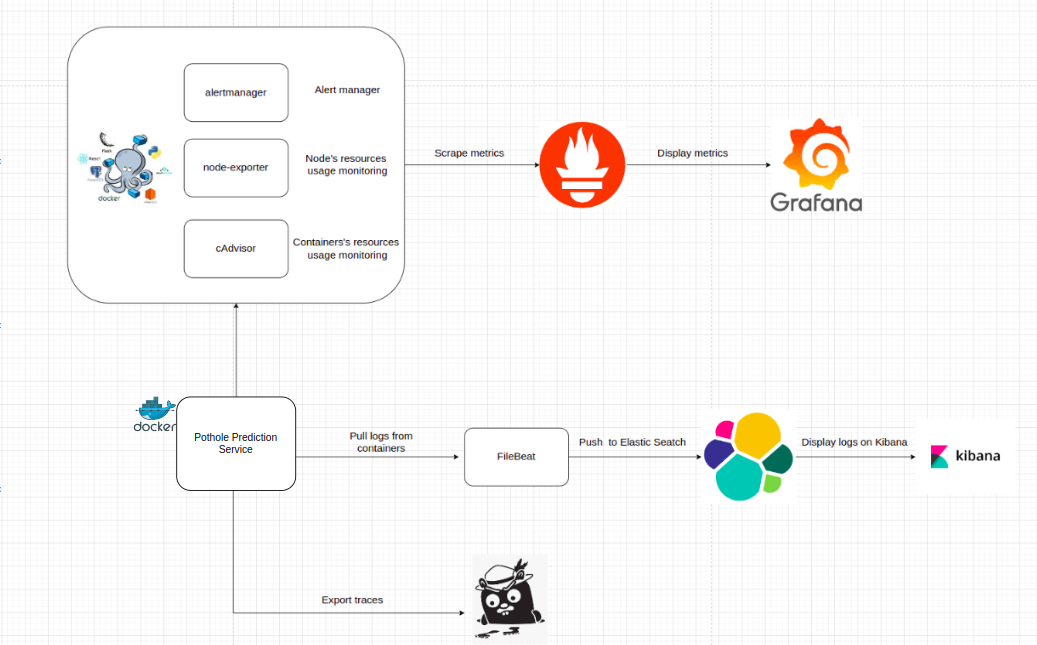 alertmanager
Alert manager
Flask
React
docker
node-exporter
Node's resources
usage monitoring
cAdvisor
Containers's resources
usage monitoring
Scrape metrics
Display metrics
Grafana
docker
Pothole Prediction
Service
Pull logs from
containers
FileBeat
Push to Elastic Seatch
Display logs on Kibana
kibana
Export traces